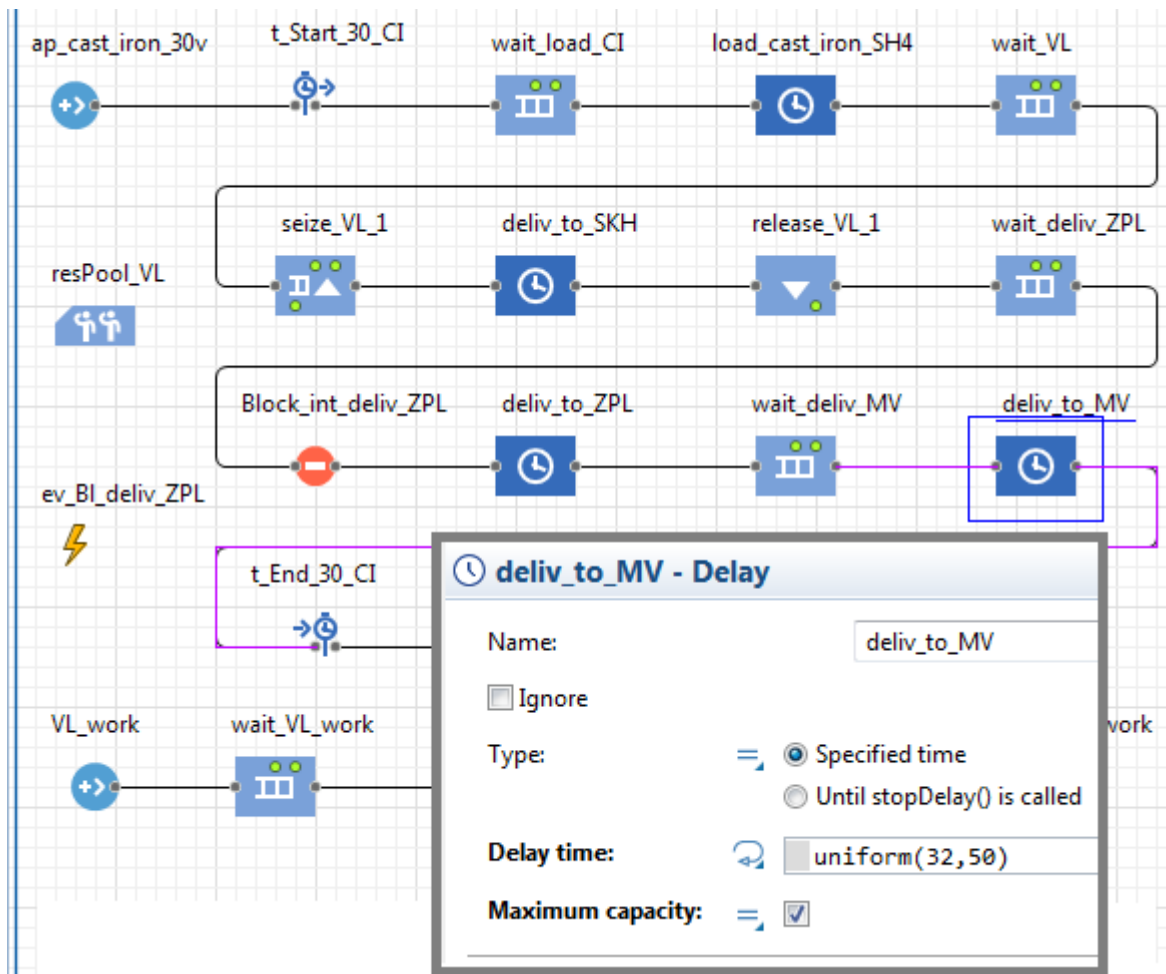 ap_cast_iron_30v t_Start_30_CI wait_load_CI load_cast_iron_SH4 wait_VL
seize_VL_1 deliv_to_SKH release_VL_1 wait_deliv_ZPL
resPool_VL
Block_int_deliv_ZPL deliv_to_ZPL wait_deliv_MV deliv_to_MV
ev_Bl_deliv_ZPL
t_End_30_CI
deliv_to_MV - Delay
Name: deliv_to_MV
Ignore
VL_work wait_VL_work work
Type: Specified time
Until stopDelay() is called
Delay time: uniform(32,50)
Maximum capacity: